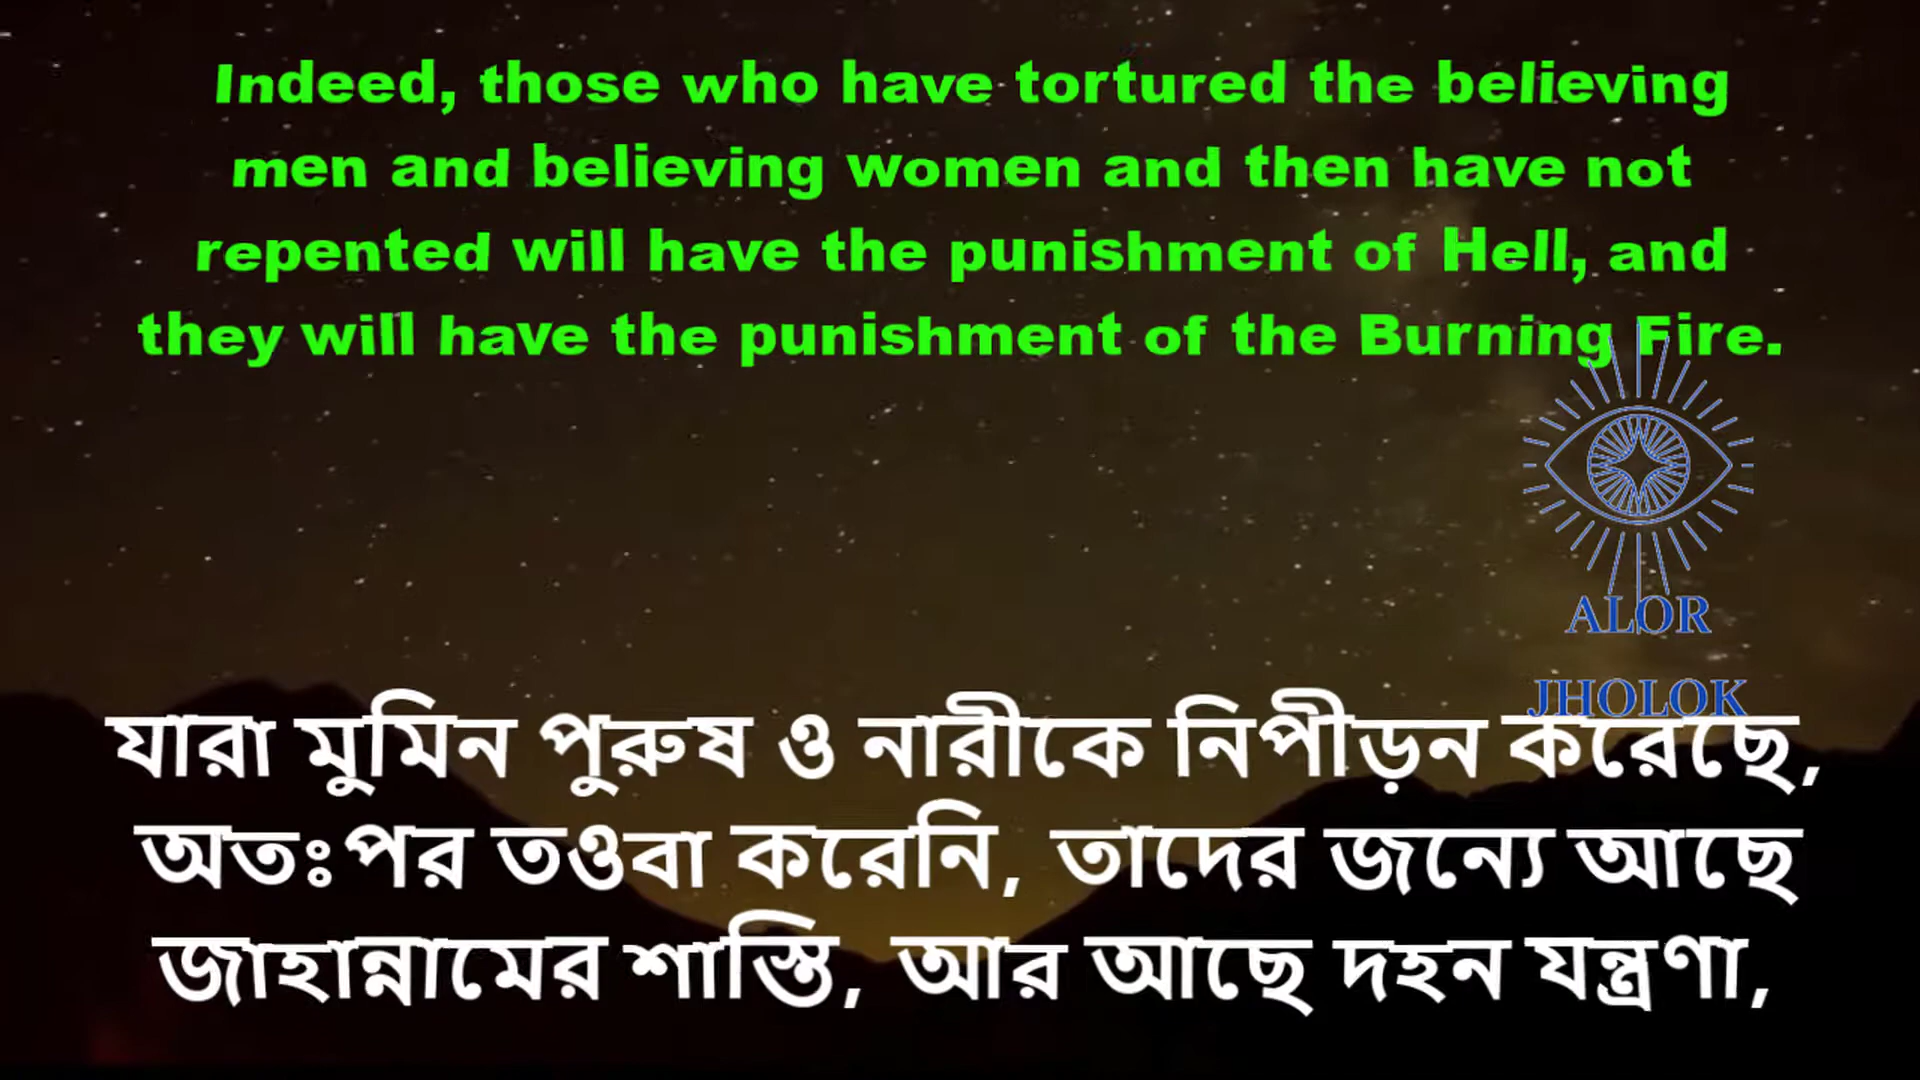 Indeed, those who have tortured the believing
men and believing women and then have not
repented will have the punishment of Hell, and
they will have the punishment of the Burning Fire.
ALOR
JHOLOK
যারা মুমিন পুরুষ ও নারীকে নিপীড়ন করেছে,
অতঃপর তওবা করেনি, তাদের জন্যে আছে
জাহান্নামের শাস্তি, আর আছে দহন যন্ত্রণা,